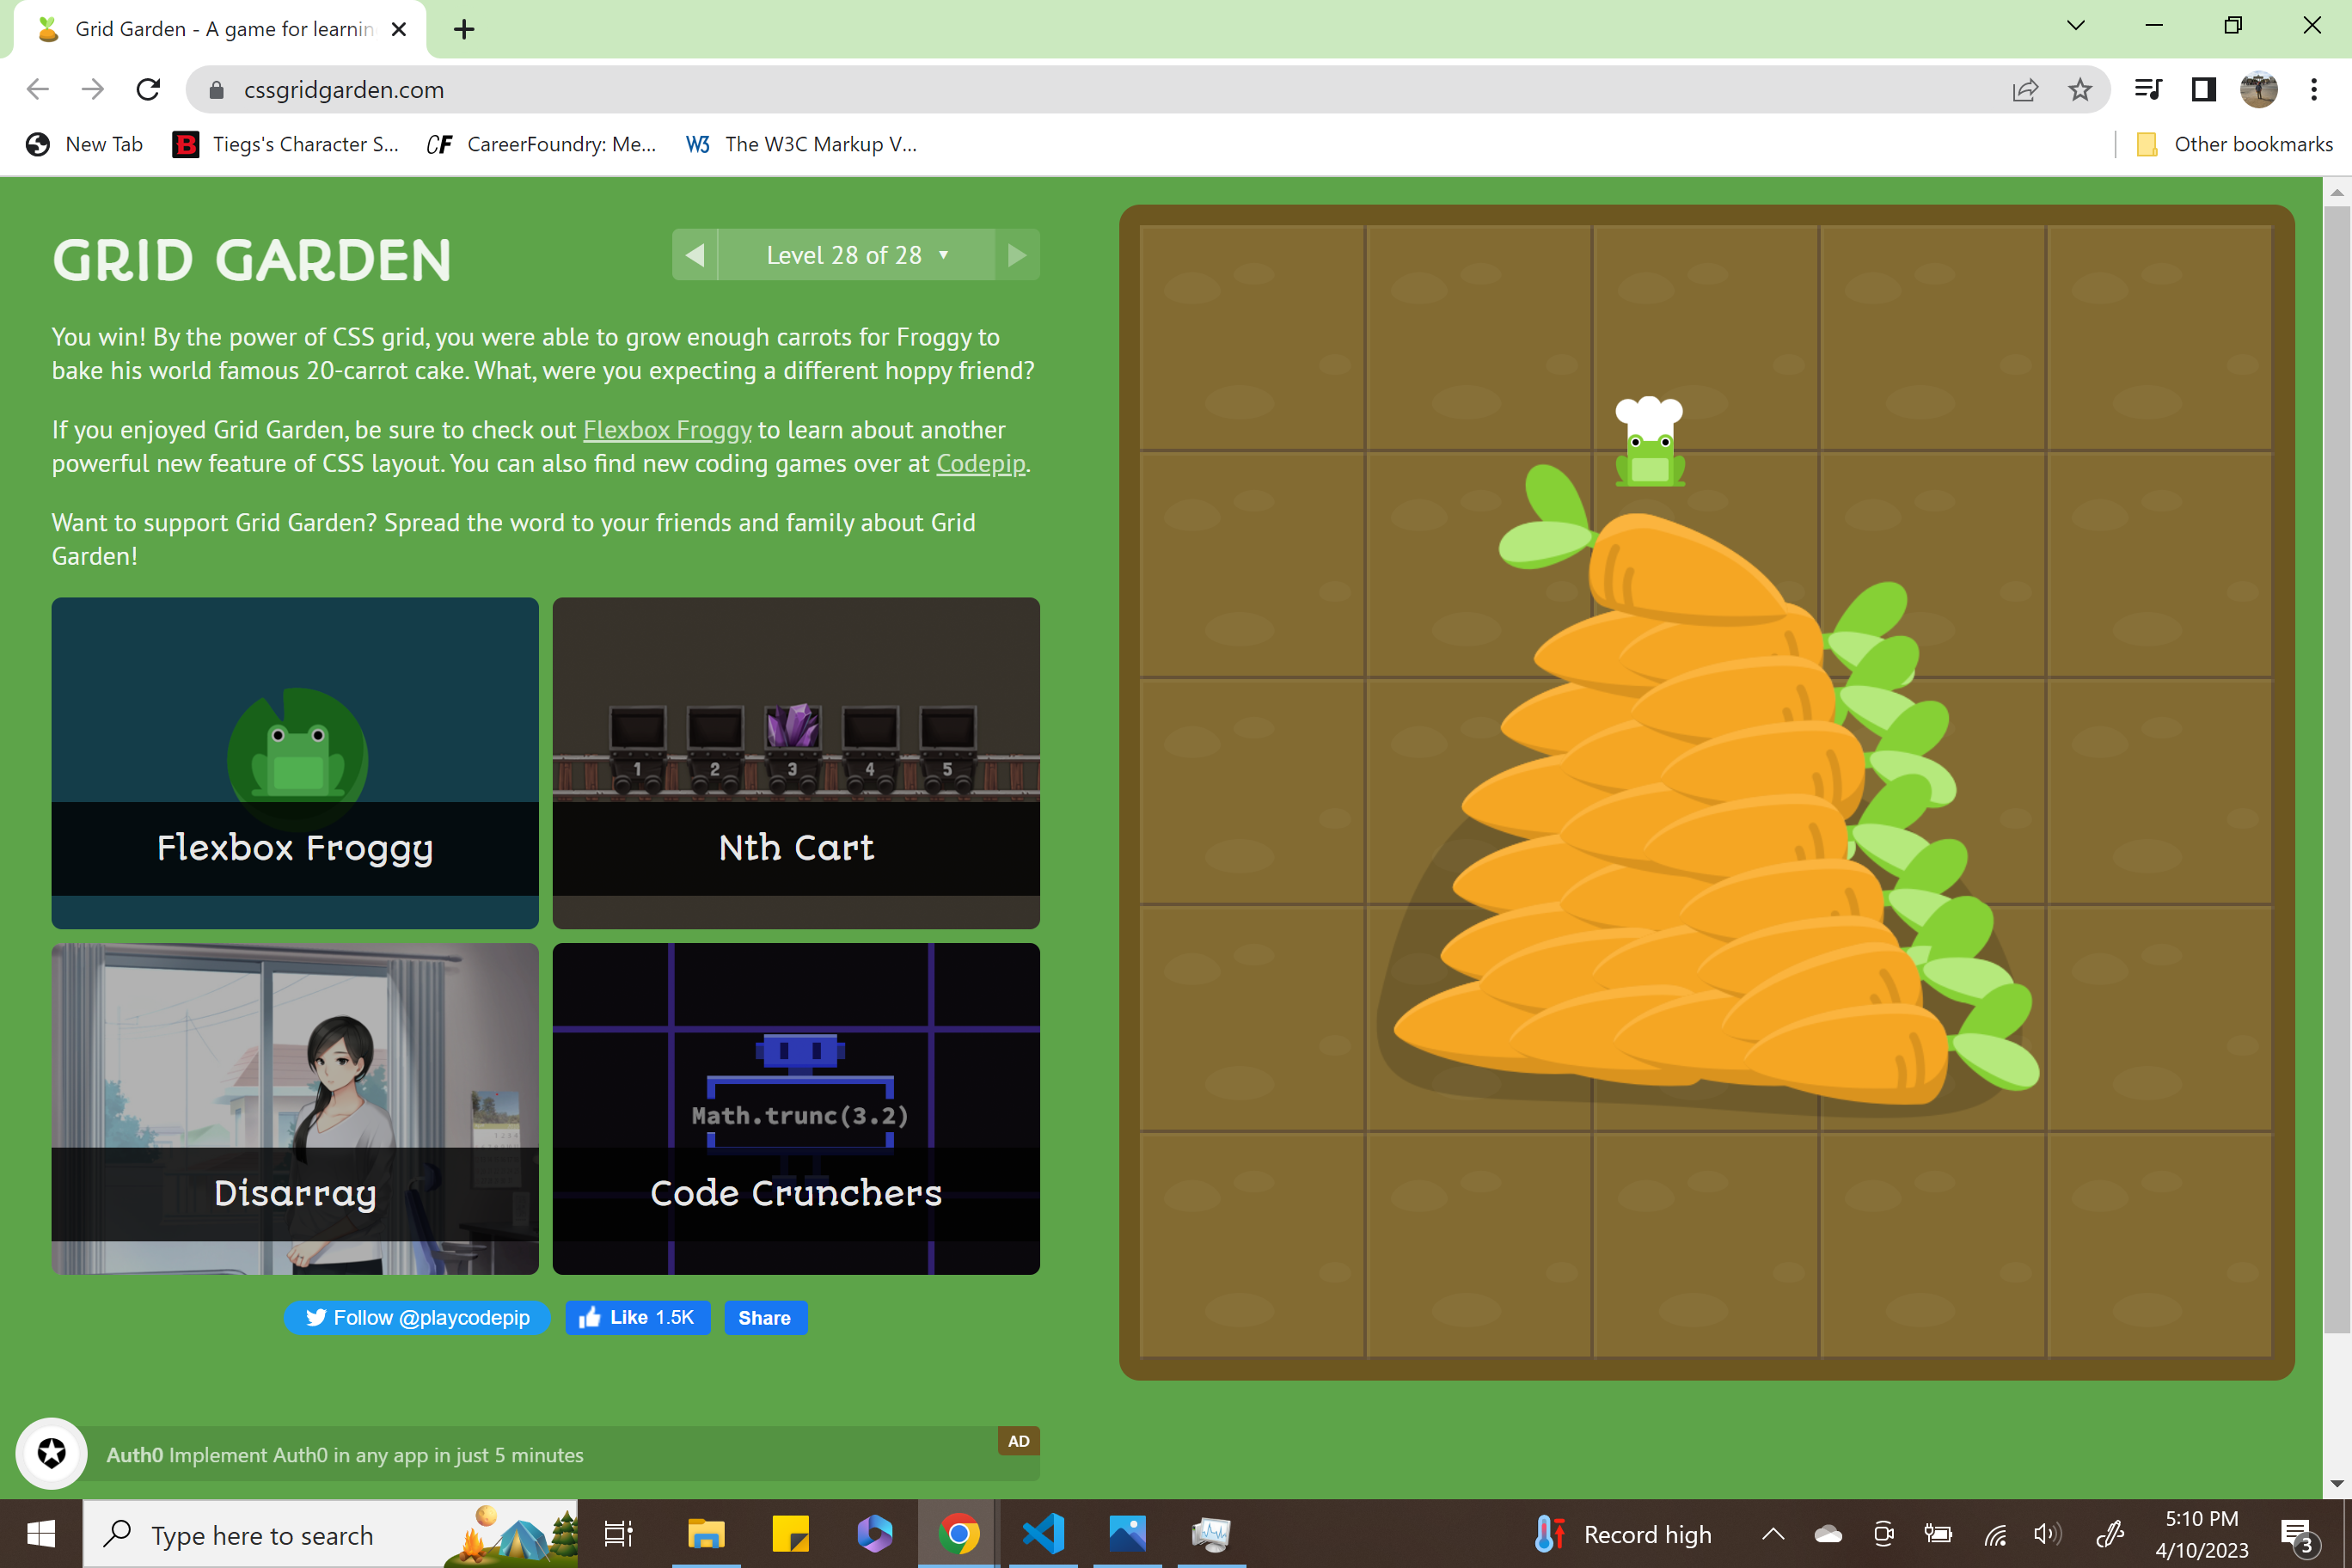 Grid Garden - A game for learnin
cssgridgarden.com
New Tab
Tiegs's Character S...
CF CareerFoundry: Me...
W3 The W3C Markup V...
Other bookmarks
GRID GARDEN
Level 28 of 28
You win! By the power of CSS grid, you were able to grow enough carrots for Froggy to
bake his world famous 20-carrot cake. What, were you expecting a different hoppy friend?
If you enjoyed Grid Garden, be sure to check out Flexbox Froggy to learn about another
powerful new feature of CSS layout. You can also find new coding games over at Codepip.
Want to support Grid Garden? Spread the word to your friends and family about Grid
Garden!
Flexbox Froggy
1 2 3 4 5
Nth Cart
Disarray
Math.trunc(3.2)
Code Crunchers
Follow @playcodepip
Like 1.5K
Share
Auth0 Implement Auth0 in any app in just 5 minutes
AD
Type here to search
Record high
5:10 PM
4/10/2023
3